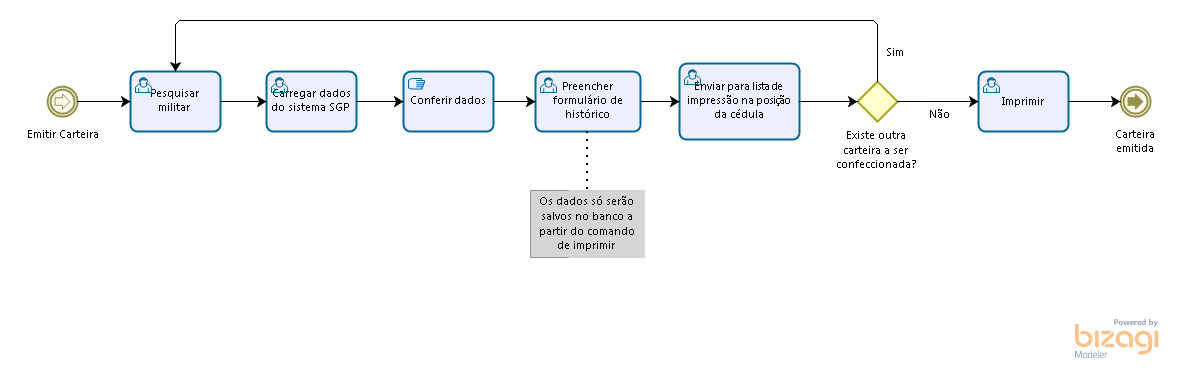 Emitir Carteira
Pesquisar
militar
Carregar dados
do sistema SGP
Conferir dados
Preencher
formulário de
histórico
Enviar para lista de
impressão na posição
da cédula
Sim
Existe outra
carteira a ser
confeccionada?
Não
Imprimir
Carteira
emitida
Os dados só serão
salvos no banco a
partir do comando
de imprimir
Powered by
bizagi
Modeler